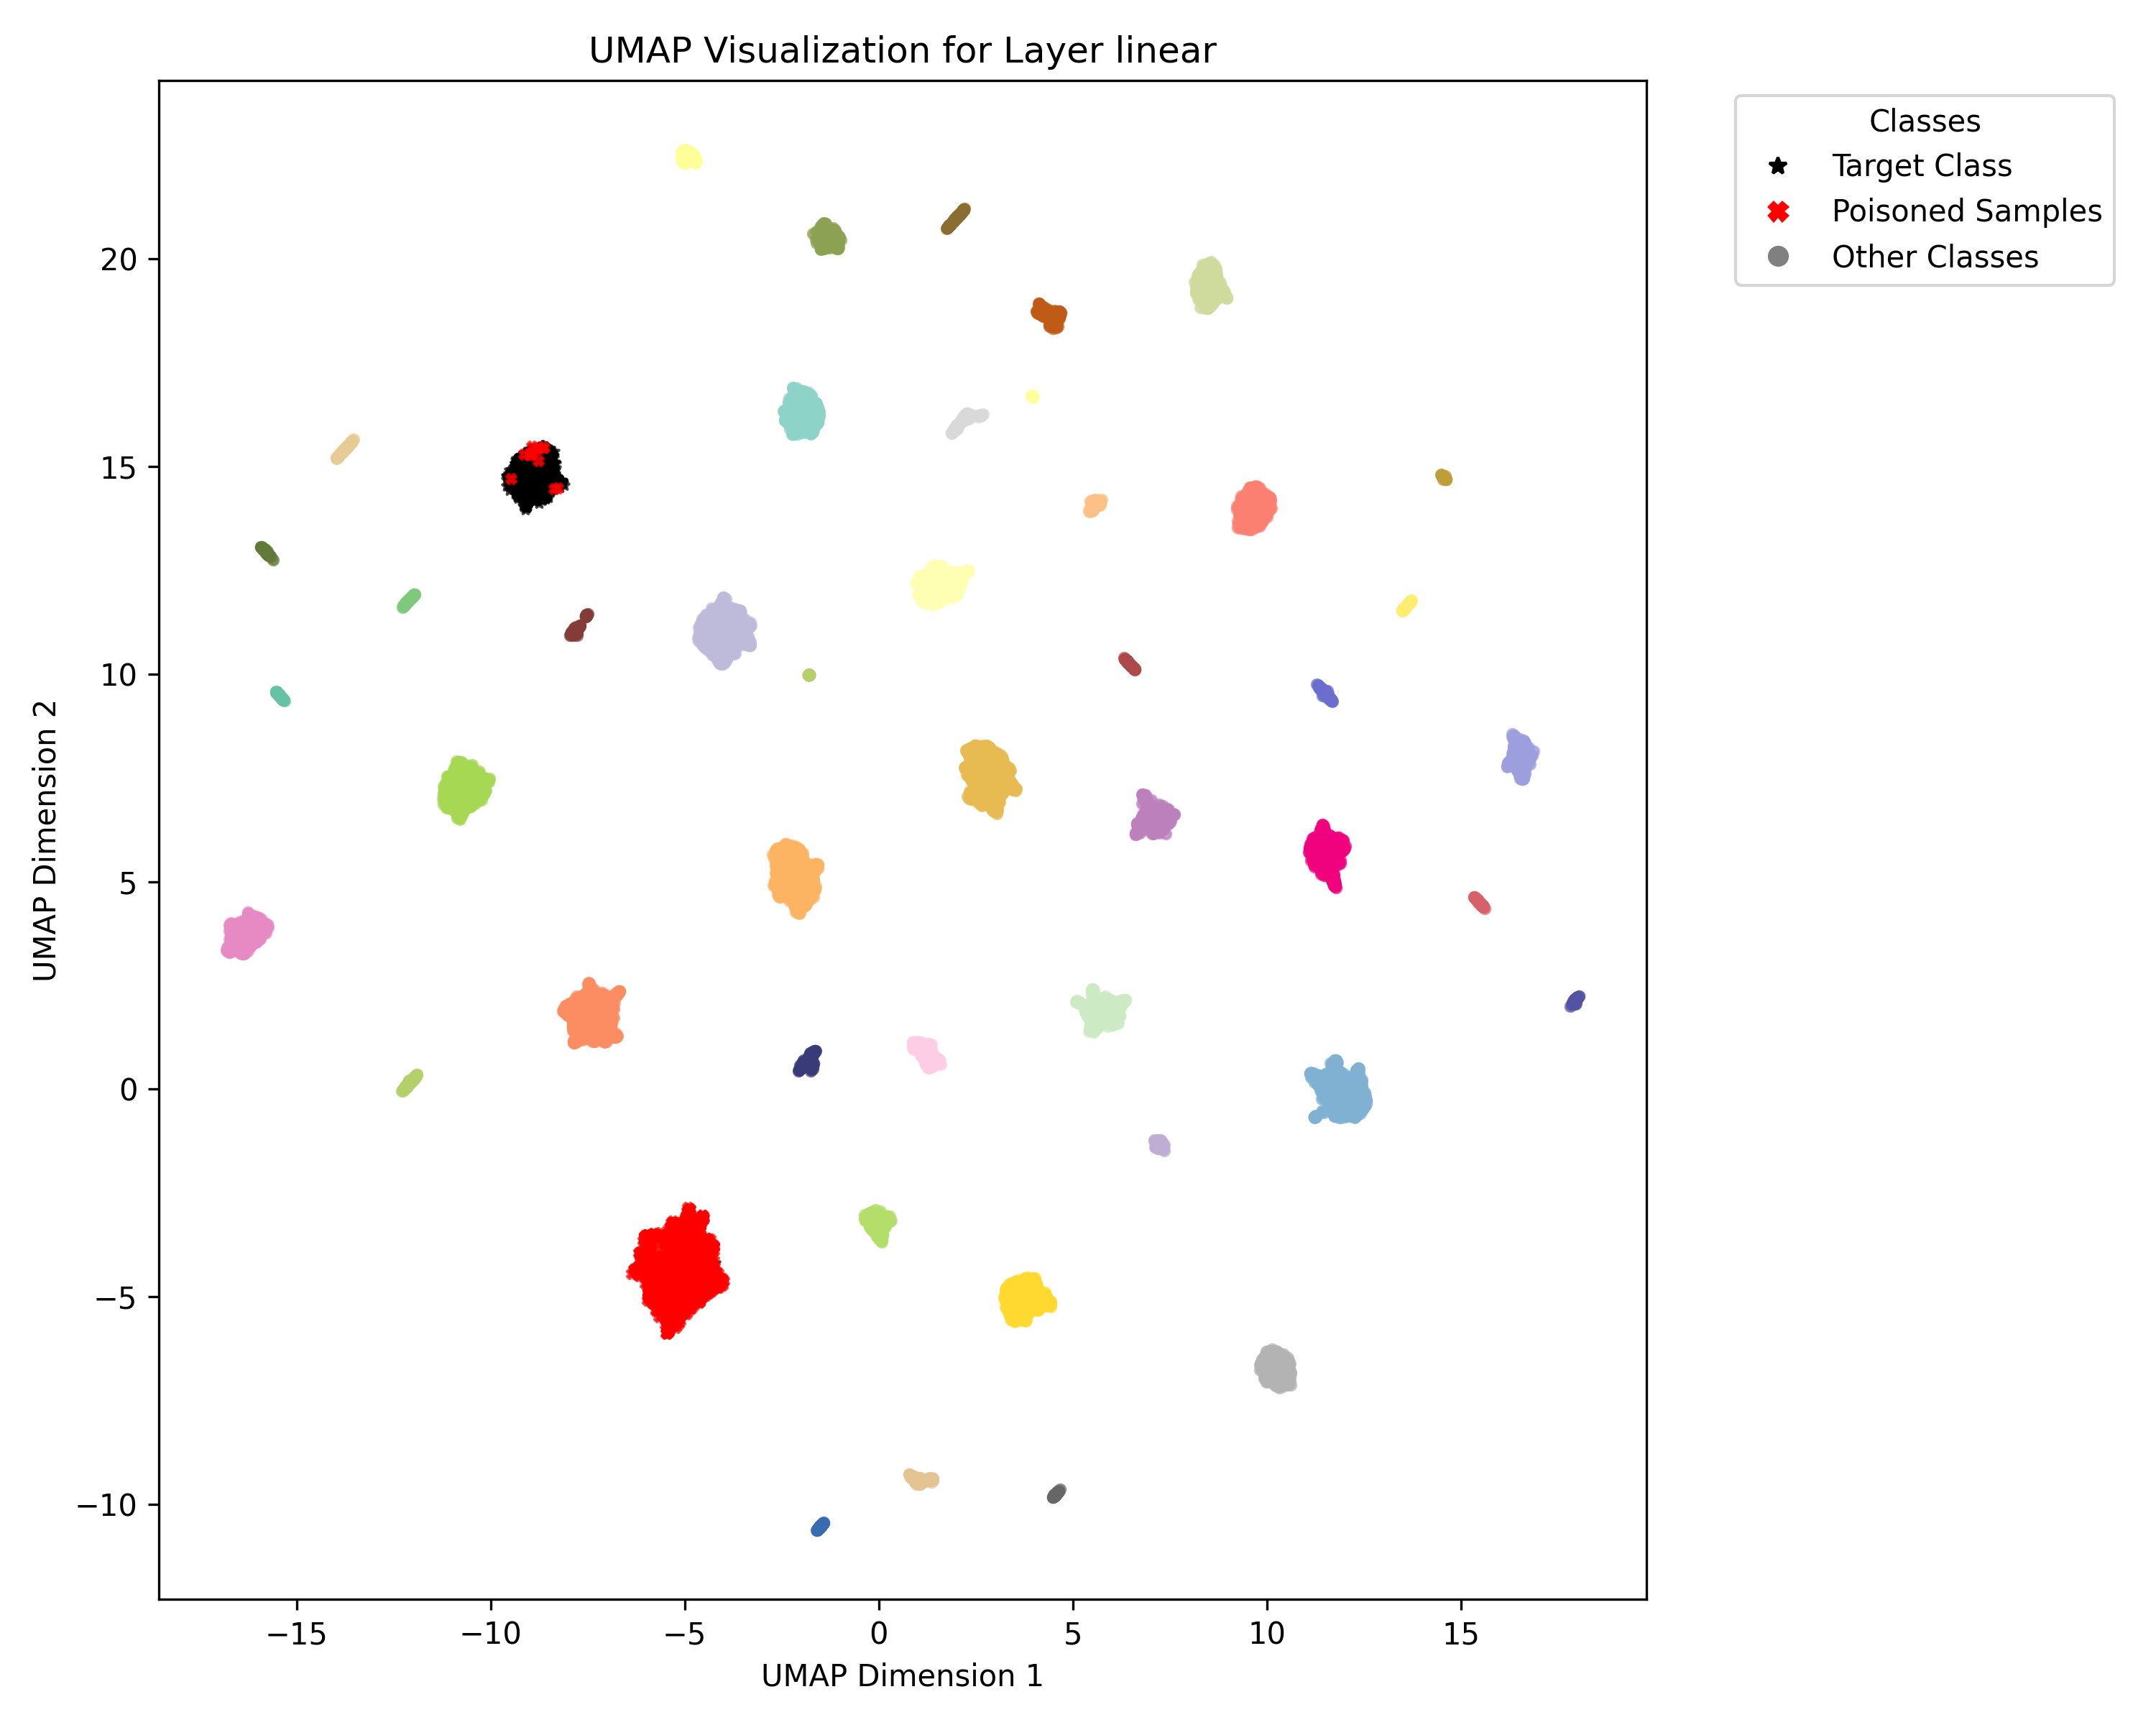 UMAP Visualization for Layer linear
Classes
Target Class
Poisoned Samples
Other Classes
UMAP Dimension 2
20
15
10
5
0
−5
−10
−15
−10
−5
0
5
10
15
UMAP Dimension 1